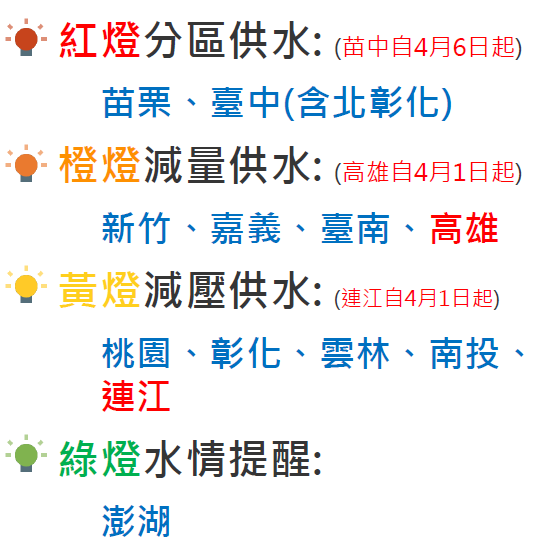 紅燈分區供水: (苗中自4月6日起)
苗栗、臺中(含北彰化)
橙燈減量供水: (高雄自4月1日起)
新竹、嘉義、臺南、高雄
黃燈減壓供水: (連江自4月1日起)
桃園、彰化、雲林、南投、
連江
綠燈水情提醒:
澎湖